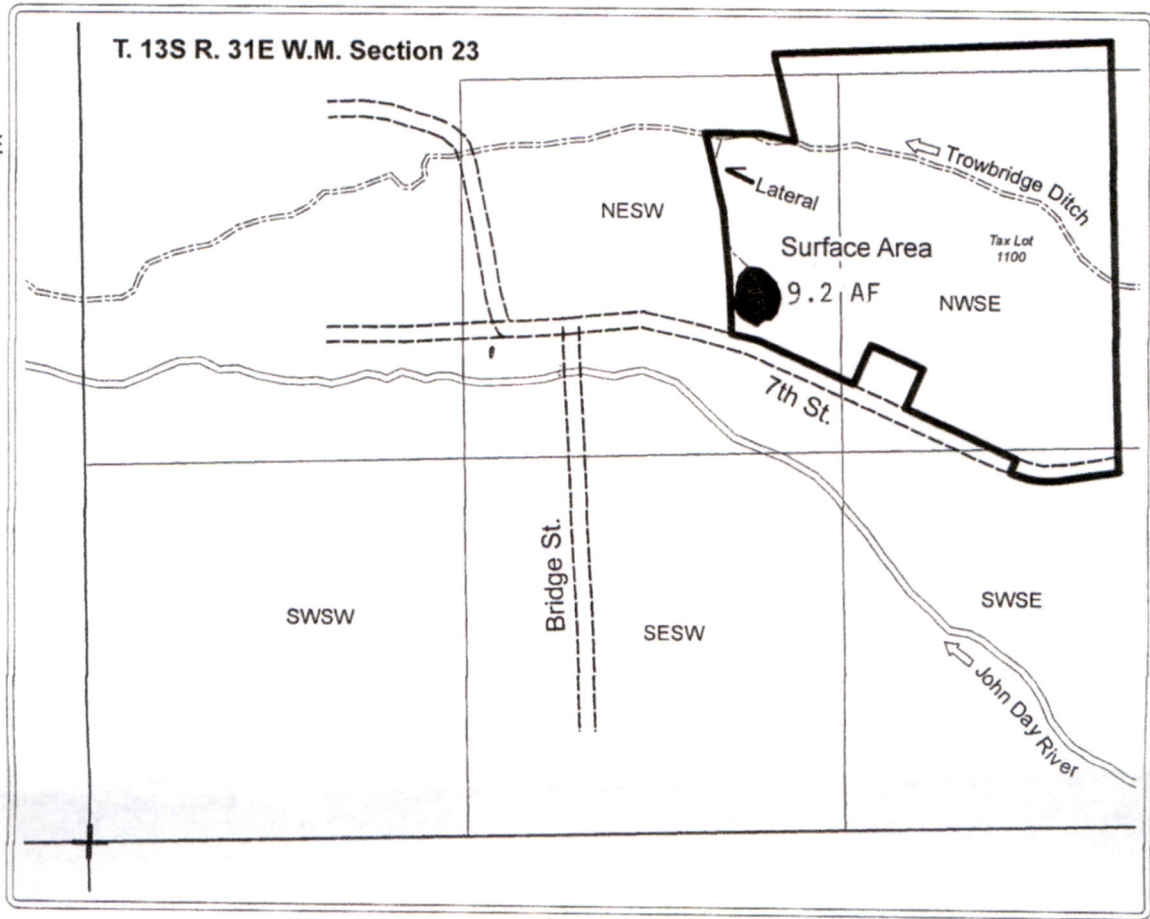 T. 13S R. 31E W.M. Section 23
Trowbridge Ditch
Lateral
NESW
Surface Area
Tax Lot
1100
9.2 AF
NWSE
7th St.
Bridge St.
SWSW
SESW
SWSE
John Day River